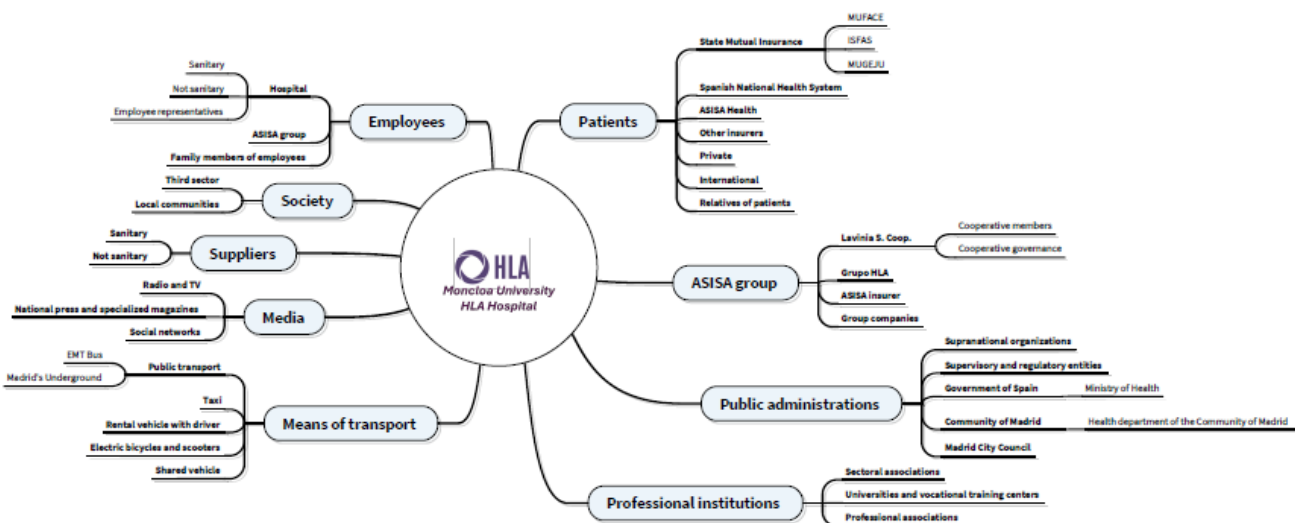 MUFACE
State Mutual Insurance
ISFAS
MUGEJU
Spanish National Health System
ASISA Health
Patients
Other insurers
Private
International
Relatives of patients
Sanitary
Not sanitary
Hospital
Employee representatives
Employees
ASISA group
Family members of employees
Third sector
Society
Local communities
Sanitary
Suppliers
Not sanitary
Radio and TV
National press and specialized magazines
Media
Social networks
EMT Bus
Public transport
Madrid's Underground
Taxi
Rental vehicle with driver
Means of transport
Electric bicycles and scooters
Shared vehicle
HLA
Moncloa University
HLA Hospital
Cooperative members
Lavinia S. Coop.
Cooperative governance
Grupo HLA
ASISA group
ASISA insurer
Group companies
Supranational organizations
Supervisory and regulatory entities
Government of Spain
Ministry of Health
Public administrations
Community of Madrid
Health department of the Community of Madrid
Madrid City Council
Sectoral associations
Professional institutions
Universities and vocational training centers
Professional associations